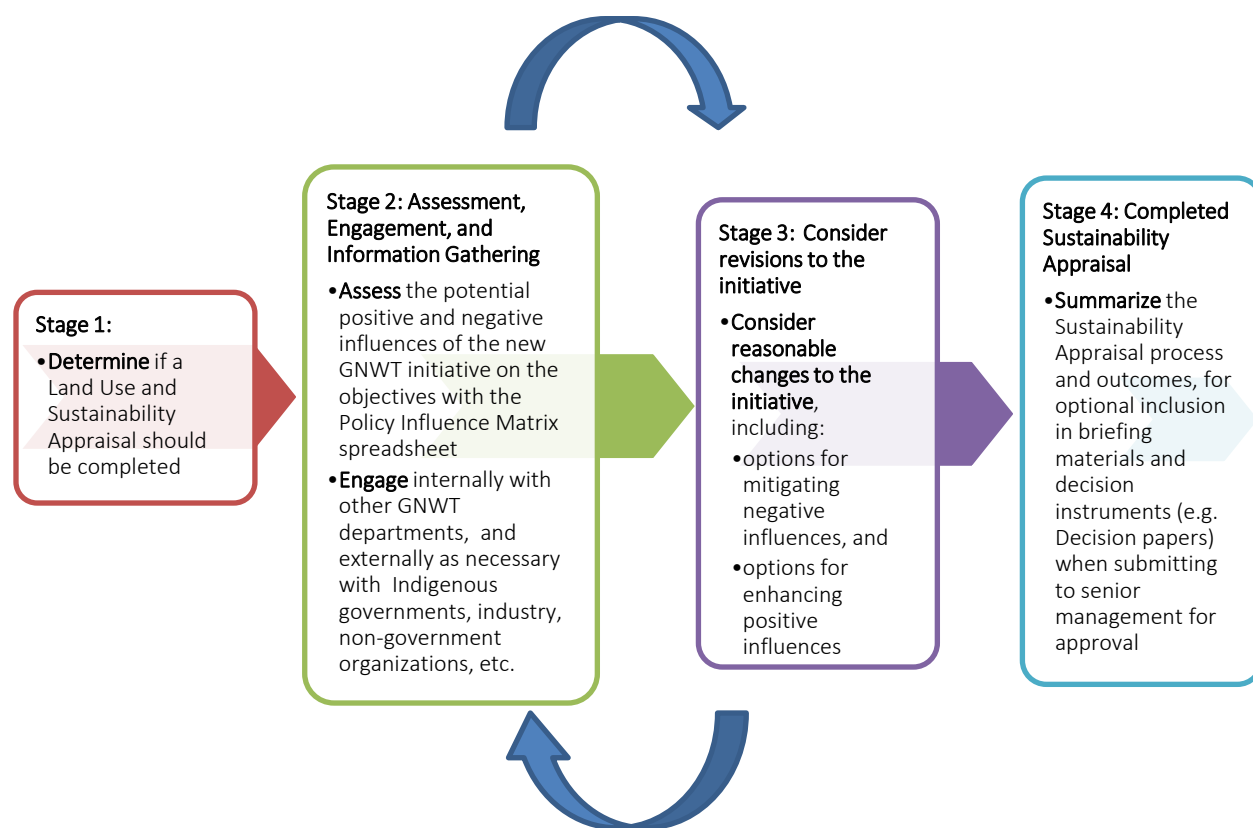 Stage 1:
•Determine if a
Land Use and
Sustainability
Appraisal should
be completed
Stage 2: Assessment,
Engagement, and
Information Gathering
•Assess the potential
positive and negative
influences of the new
GNWT initiative on the
objectives with the
Policy Influence Matrix
spreadsheet
•Engage internally with
other GNWT
departments, and
externally as necessary
with Indigenous
governments, industry,
non-government
organizations, etc.
Stage 3: Consider
revisions to the
initiative
•Consider
reasonable
changes to the
initiative,
including:
•options for
mitigating
negative
influences, and
•options for
enhancing
positive
influences
Stage 4: Completed
Sustainability
Appraisal
•Summarize the
Sustainability
Appraisal process
and outcomes, for
optional inclusion
in briefing
materials and
decision
instruments (e.g.
Decision papers)
when submitting
to senior
management for
approval